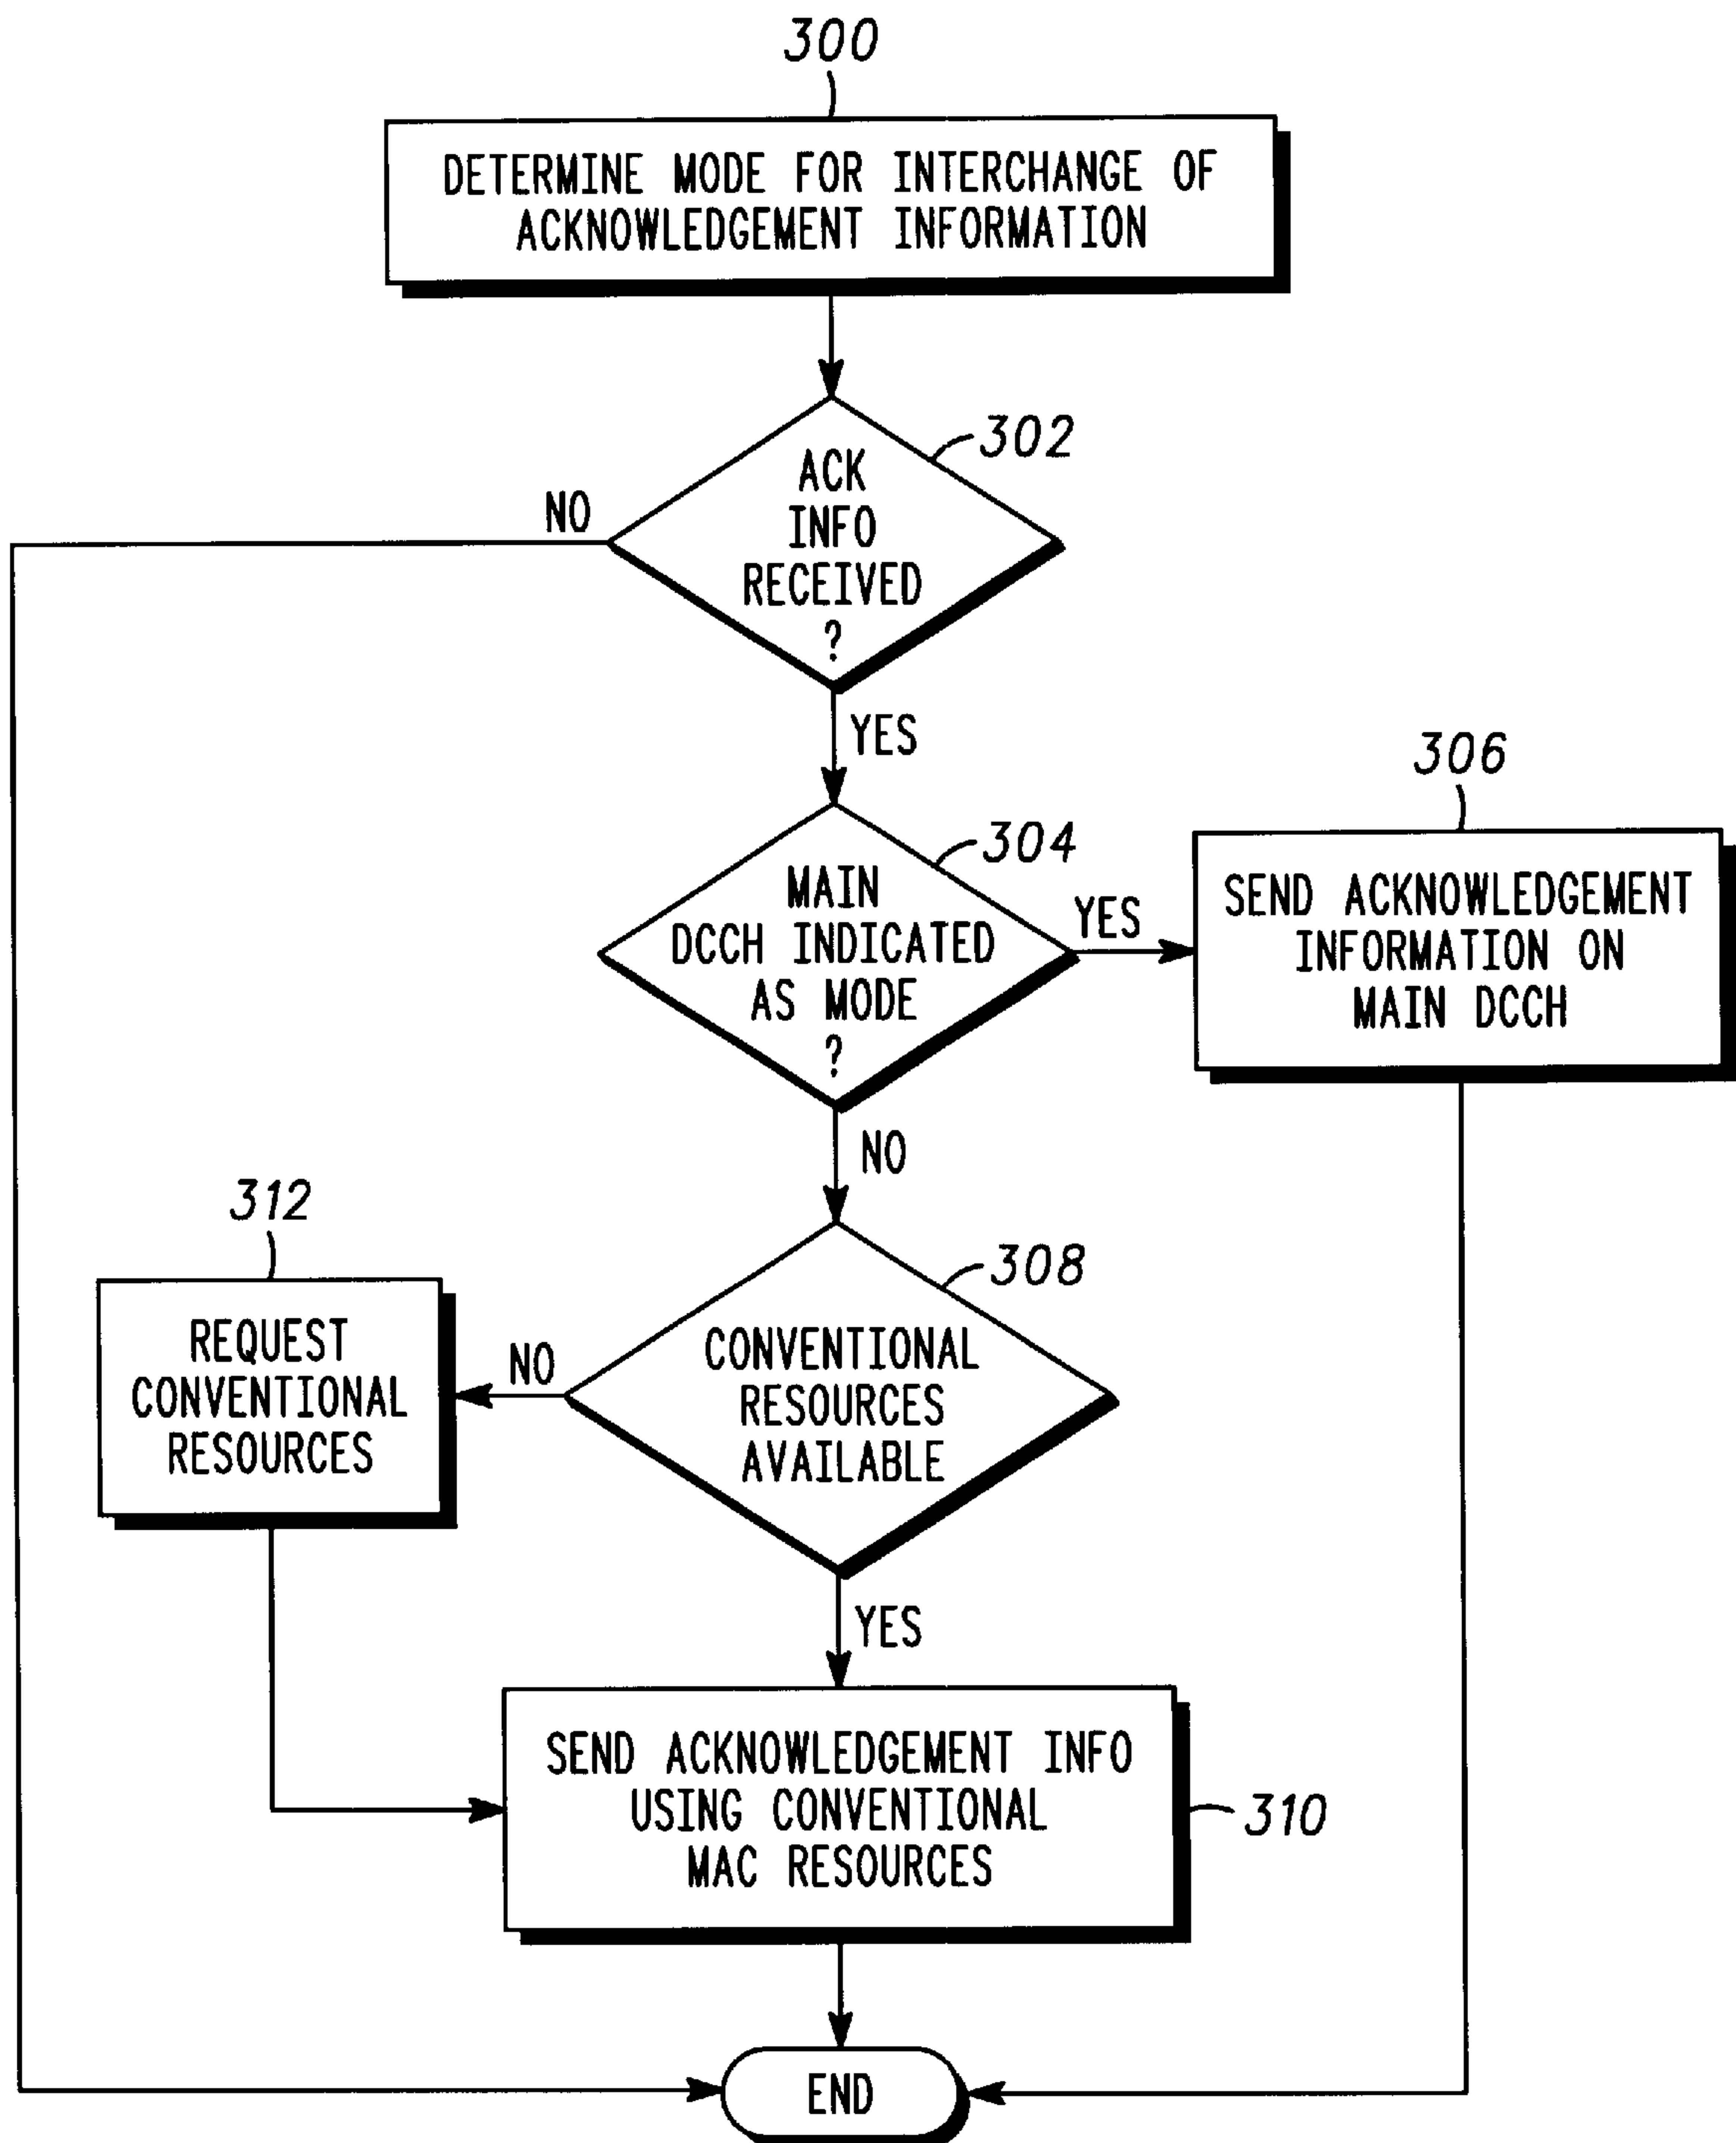 300
DETERMINE MODE FOR INTERCHANGE OF
ACKNOWLEDGEMENT INFORMATION
302
ACK
INFO
RECEIVED
?
NO
YES
304
MAIN
DCCH INDICATED
AS MODE
?
YES
306
SEND ACKNOWLEDGEMENT
INFORMATION ON
MAIN DCCH
NO
308
CONVENTIONAL
RESOURCES
AVAILABLE
NO
312
REQUEST
CONVENTIONAL
RESOURCES
YES
SEND ACKNOWLEDGEMENT INFO
USING CONVENTIONAL
MAC RESOURCES
310
END